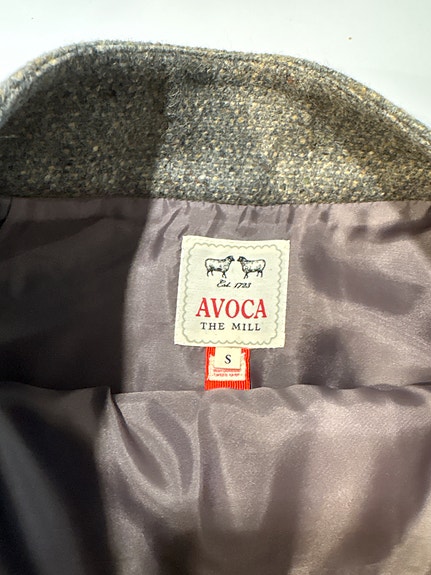 Est. 1723
AVOCA
THE MILL
S